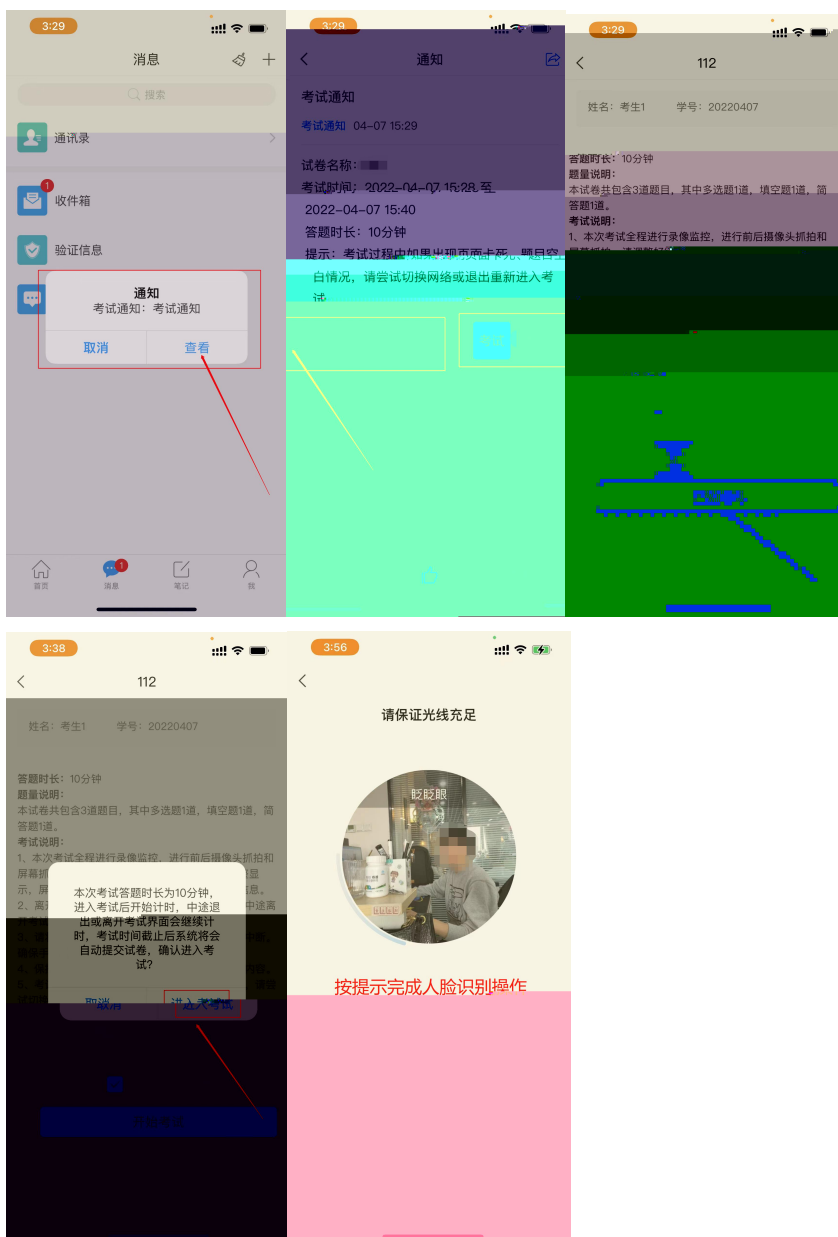 3:29
消息
搜索
通讯录
1
收件箱
验证信息
通知
考试通知：考试通知
取消
查看
首页
消息
1
笔记
我
3:29
通知
考试通知
考试通知 04-07 15:29
试卷名称：
考试时间：2022-04-07 15:28 至
2022-04-07 15:40
答题时长：10分钟
提示：考试过程中如果出现页面卡死、题目空
白情况，请尝试切换网络或退出重新进入考
试
3:29
112
姓名：考生1 学号：20220407
答题时长：10分钟
题量说明：
本试卷共包含3道题目，其中多选题1道，填空题1道，简
答题1道。
考试说明：
1、本次考试全程进行录像监控，进行前后摄像头抓拍和
3:38
112
姓名：考生1 学号：20220407
答题时长：10分钟
题量说明：
本试卷共包含3道题目，其中多选题1道，填空题1道，简
答题1道。
考试说明：
1、本次考试全程进行录像监控，进行前后摄像头抓拍和
本次考试答题时长为10分钟，
进入考试后开始计时，中途退
出或离开考试界面会继续计
时，考试时间截止后系统将会
自动提交试卷，确认进入考
试?
取消
进入考试
3:56
请保证光线充足
眨眨眼
按提示完成人脸识别操作